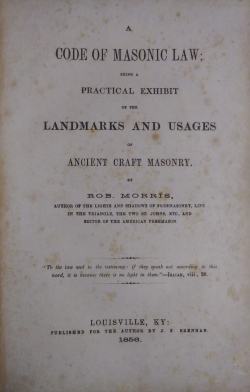 A
CODE OF MASONIC LAW;
BEING A
PRACTICAL EXHIBIT
OF THE
LANDMARKS AND USAGES
OF
ANCIENT CRAFT MASONRY.
BY
ROB. MORRIS,
AUTHOR OF THE LIGHTS AND SHADOWS OF FREEMASONRY, LIFE
IN THE TRIANGLE, THE TWO ST JOHNS, ETC., AND
EDITOR OF THE AMERICAN FREEMASON.
"To the law and to the testimony: if they speak not according to this
word, it is because there is no light in them."—ISAIAH, viii; 20.
LOUISVILLE, KY:
PUBLISHED FOR THE AUTHOR BY J. F. BRENNAN.
1856.